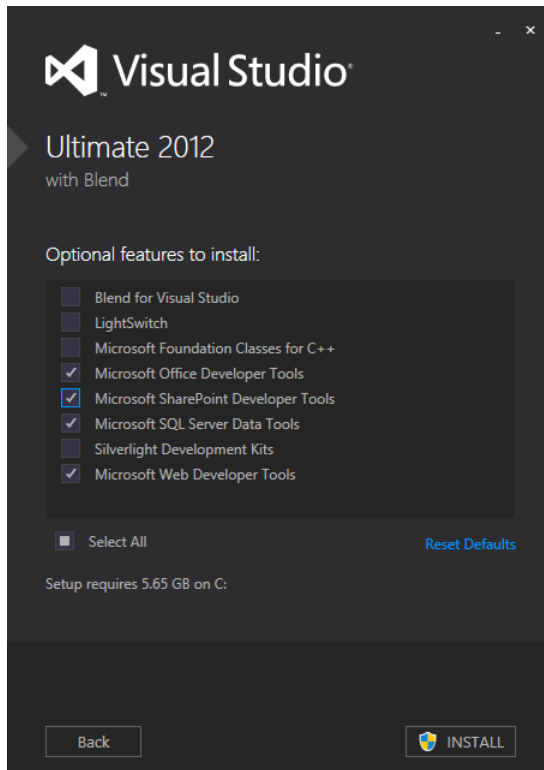 Visual Studio®
™
Ultimate 2012
with Blend
Optional features to install:
Blend for Visual Studio
LightSwitch
Microsoft Foundation Classes for C++
Microsoft Office Developer Tools
Microsoft SharePoint Developer Tools
Microsoft SQL Server Data Tools
Silverlight Development Kits
Microsoft Web Developer Tools
Select All
Reset Defaults
Setup requires 5.65 GB on C:
Back
INSTALL